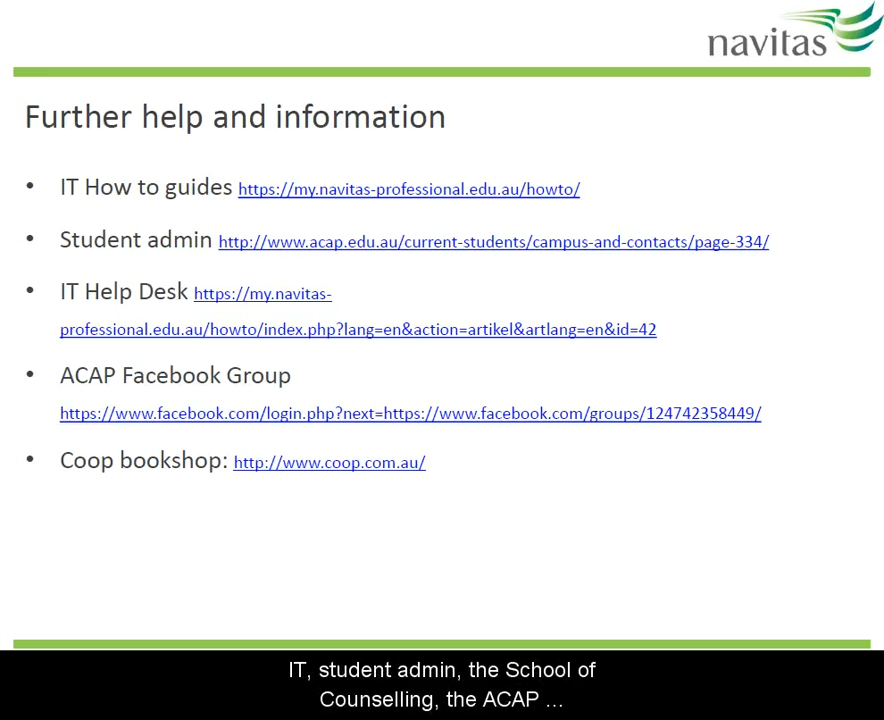 navitas
Further help and information
• IT How to guides https://my.navitas-professional.edu.au/howto/
• Student admin http://www.acap.edu.au/current-students/campus-and-contacts/page-334/
• IT Help Desk https://my.navitas-
professional.edu.au/howto/index.php?lang=en&action=artikel&artlang=en&id=42
• ACAP Facebook Group
https://www.facebook.com/login.php?next=https://www.facebook.com/groups/124742358449/
• Coop bookshop: http://www.coop.com.au/
IT, student admin, the School of
Counselling, the ACAP ...